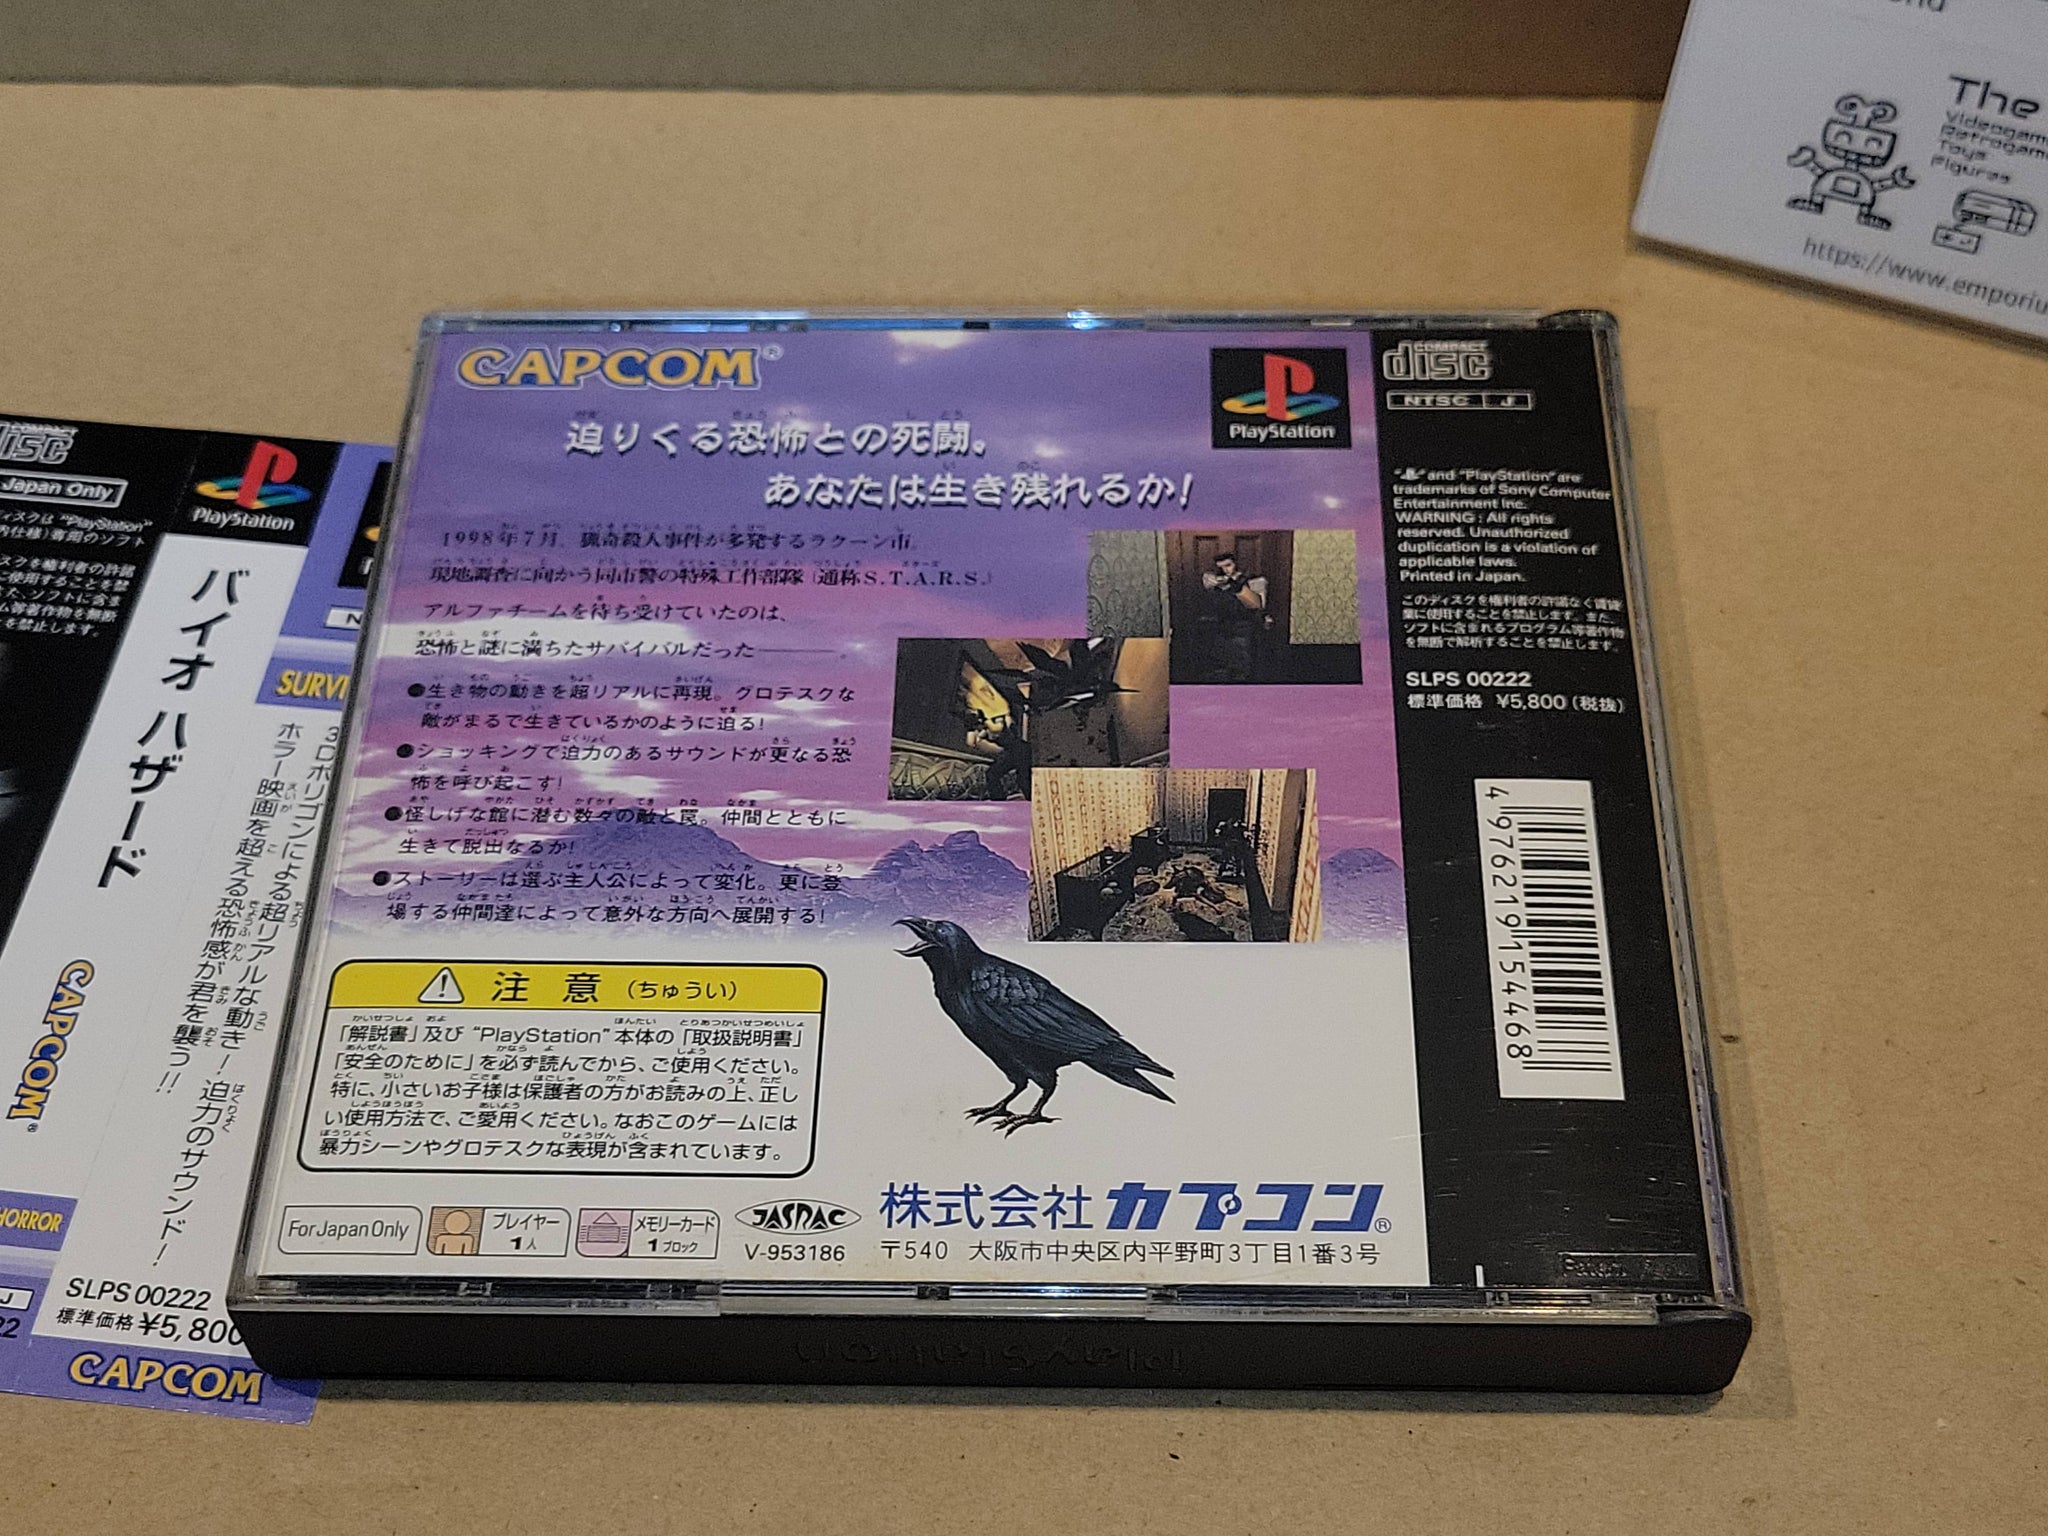 CAPCOM®
迫りくる恐怖との死闘。
あなたは生き残れるか!
1998年7月、猟奇殺人事件が多発するラクーン市。
現地調査に向かう同市警の特殊工作部隊(通称S.T.A.R.S.)
アルファチームを待ち受けていたのは、
恐怖と謎に満ちたサバイバルだった———。
●生き物の動きを超リアルに再現。グロテスクな
敵がまるで生きているかのように迫る!
●ショッキングで迫力のあるサウンドが更なる恐
怖を呼び起こす!
●怪しげな館に潜む数々の敵と罠。仲間とともに
生きて脱出なるか!
●ストーリーは選ぶ主人公によって変化。更に登
場する仲間達によって意外な方向へ展開する!
注意(ちゅうい)
「解説書」及び“PlayStation”本体の「取扱説明書」
「安全のために」を必ず読んでから、ご使用ください。
特に、小さいお子様は保護者の方がお読みの上、正し
い使用方法で、ご愛用ください。なおこのゲームには
暴力シーンやグロテスクな表現が含まれています。
For Japan Only
プレイヤー
1人
メモリーカード
1ブロック
JASRAC
V-953186
株式会社カプコン®
〒540 大阪市中央区内平野町3丁目1番3号
PlayStation
COMPACT
disc
NTSC J
and "PlayStation" are
trademarks of Sony Computer
Entertainment Inc.
WARNING : All rights
reserved. Unauthorized
duplication is a violation of
applicable laws.
Printed in Japan.
このディスクを権利者の許諾なく賃貸
業に使用することを禁止します。また、
ソフトに含まれるプログラム等著作物
を無断で解析することを禁止します。
SLPS 00222
標準価格 ¥5,800(税抜)
4 976219 154468
PlayStation
disc
Japan Only
PlayStation
バイオ ハザード
CAPCOM®
3Dポリゴンによる超リアルな動き! 迫力のサウンド!
ホラー映画を超える恐怖感が君を襲う!!
SURVI
HORROR
SLPS 00222
標準価格 ¥5,800
CAPCOM
The
Toys
Figures
https://www.emporiu